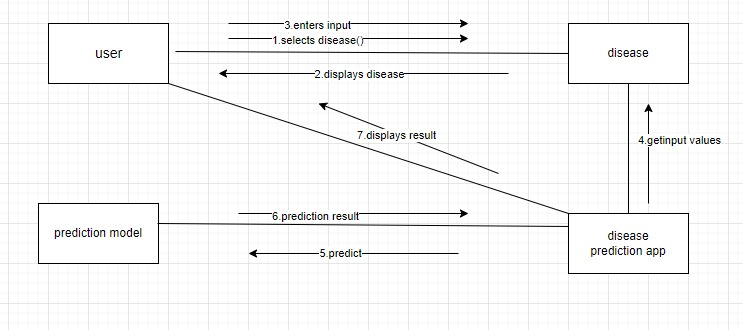 3.enters input
1.selects disease()
user
disease
2.displays disease
7.displays result
4.getinput values
6.prediction result
prediction model
disease
prediction app
5.predict